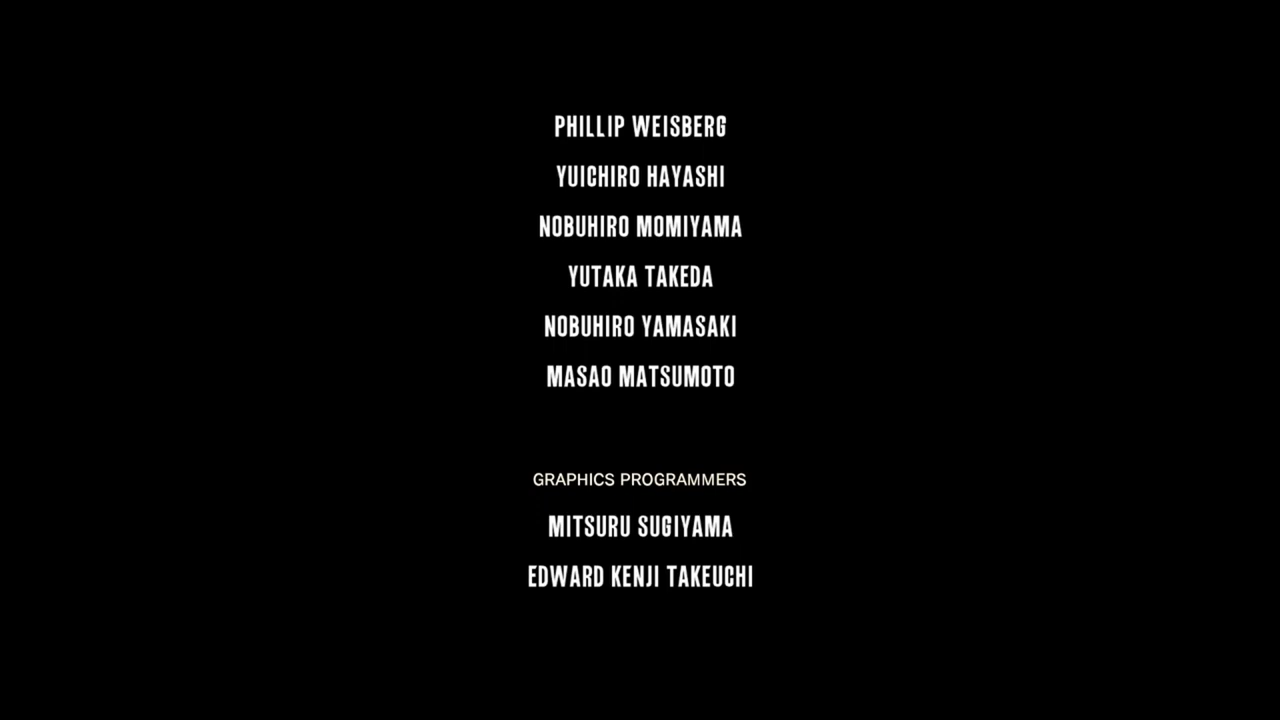 PHILLIP WEISBERG
YUICHIRO HAYASHI
NOBUHIRO MOMIYAMA
YUTAKA TAKEDA
NOBUHIRO YAMASAKI
MASAO MATSUMOTO
GRAPHICS PROGRAMMERS
MITSURU SUGIYAMA
EDWARD KENJI TAKEUCHI